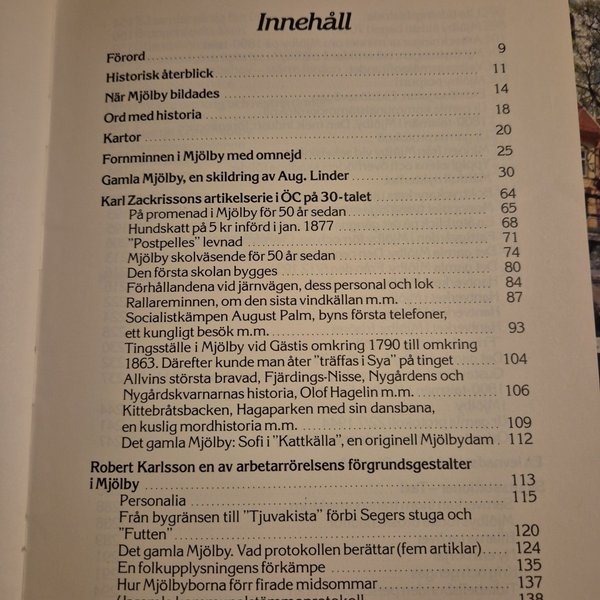 Innehåll
Förord 9
Historisk återblick 11
När Mjölby bildades 14
Ord med historia 18
Kartor 20
Fornminnen i Mjölby med omnejd 25
Gamla Mjölby, en skildring av Aug. Linder 30
Karl Zackrissons artikelserie i ÖC på 30-talet 64
På promenad i Mjölby för 50 år sedan 65
Hundskatt på 5 kr införd i jan. 1877 68
"Postpelles" levnad 71
Mjölby skolväsende för 50 år sedan 74
Den första skolan bygges 80
Förhållandena vid järnvägen, dess personal och lok 84
Rallareminnen, om den sista vindkällan m.m. 87
Socialistkämpen August Palm, byns första telefoner,
ett kungligt besök m.m. 93
Tingsställe i Mjölby vid Gästis omkring 1790 till omkring
1863. Därefter kunde man åter "träffas i Sya" på tinget 104
Allvins största bravad, Fjärdings-Nisse, Nygårdens och
Nygårdskvarnarnas historia, Olof Hagelin m.m. 106
Kittebråtsbacken, Hagaparken med sin dansbana,
en kuslig mordhistoria m.m. 109
Det gamla Mjölby: Sofi i "Kattkälla", en originell Mjölbydam 112
Robert Karlsson en av arbetarrörelsens förgrundsgestalter
i Mjölby 113
Personalia 115
Från bygränsen till "Tjuvakista" förbi Segers stuga och
"Futten" 120
Det gamla Mjölby. Vad protokollen berättar (fem artiklar) 124
En folkupplysningens förkämpe 135
Hur Mjölbyborna förr firade midsommar 137
138